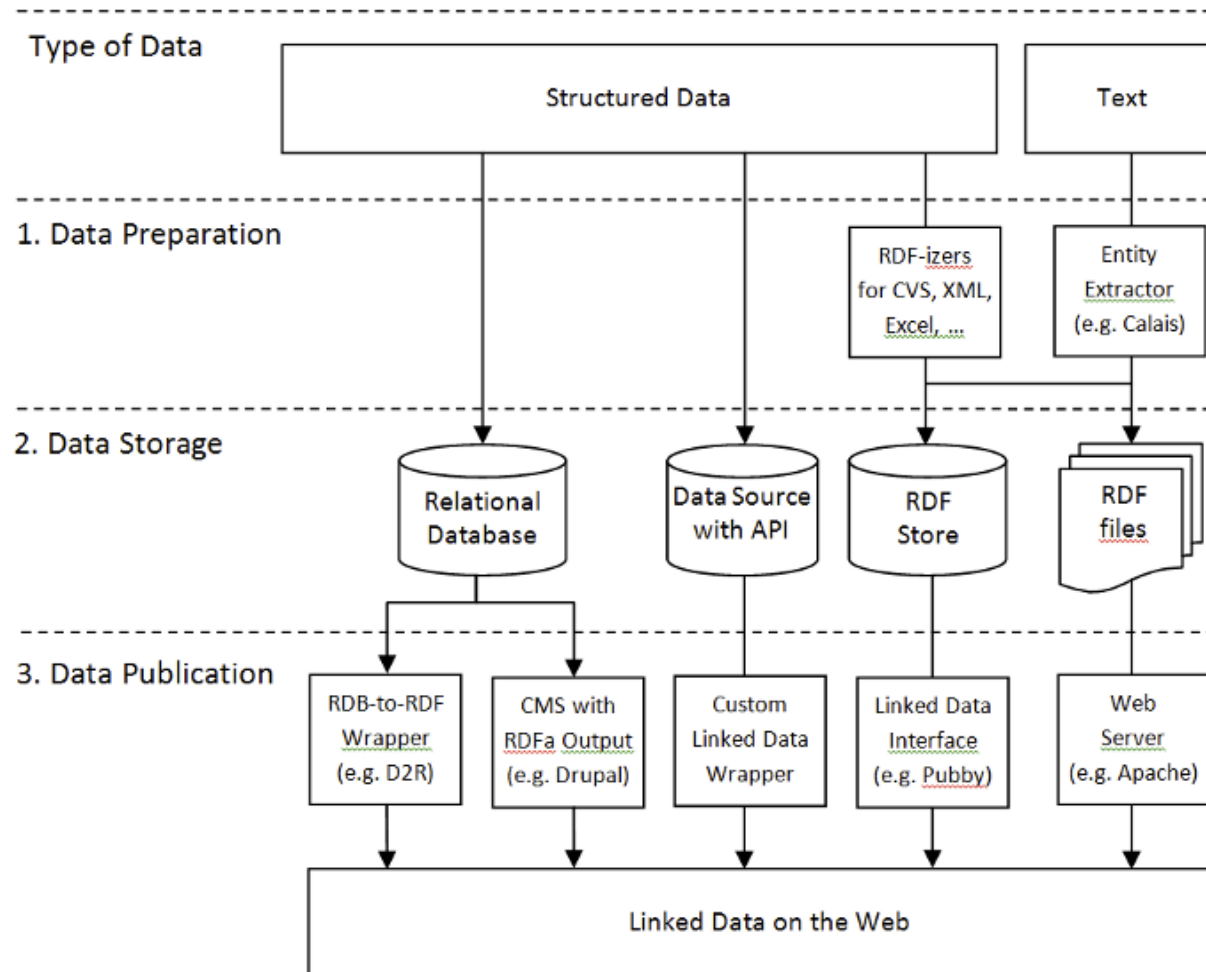 Type of Data
Structured Data
Text
1. Data Preparation
RDF-izers
for CVS, XML,
Excel, ...
Entity
Extractor
(e.g. Calais)
2. Data Storage
Relational
Database
Data Source
with API
RDF
Store
RDF
files
3. Data Publication
RDB-to-RDF
Wrapper
(e.g. D2R)
CMS with
RDFa Output
(e.g. Drupal)
Custom
Linked Data
Wrapper
Linked Data
Interface
(e.g. Pubby)
Web
Server
(e.g. Apache)
Linked Data on the Web